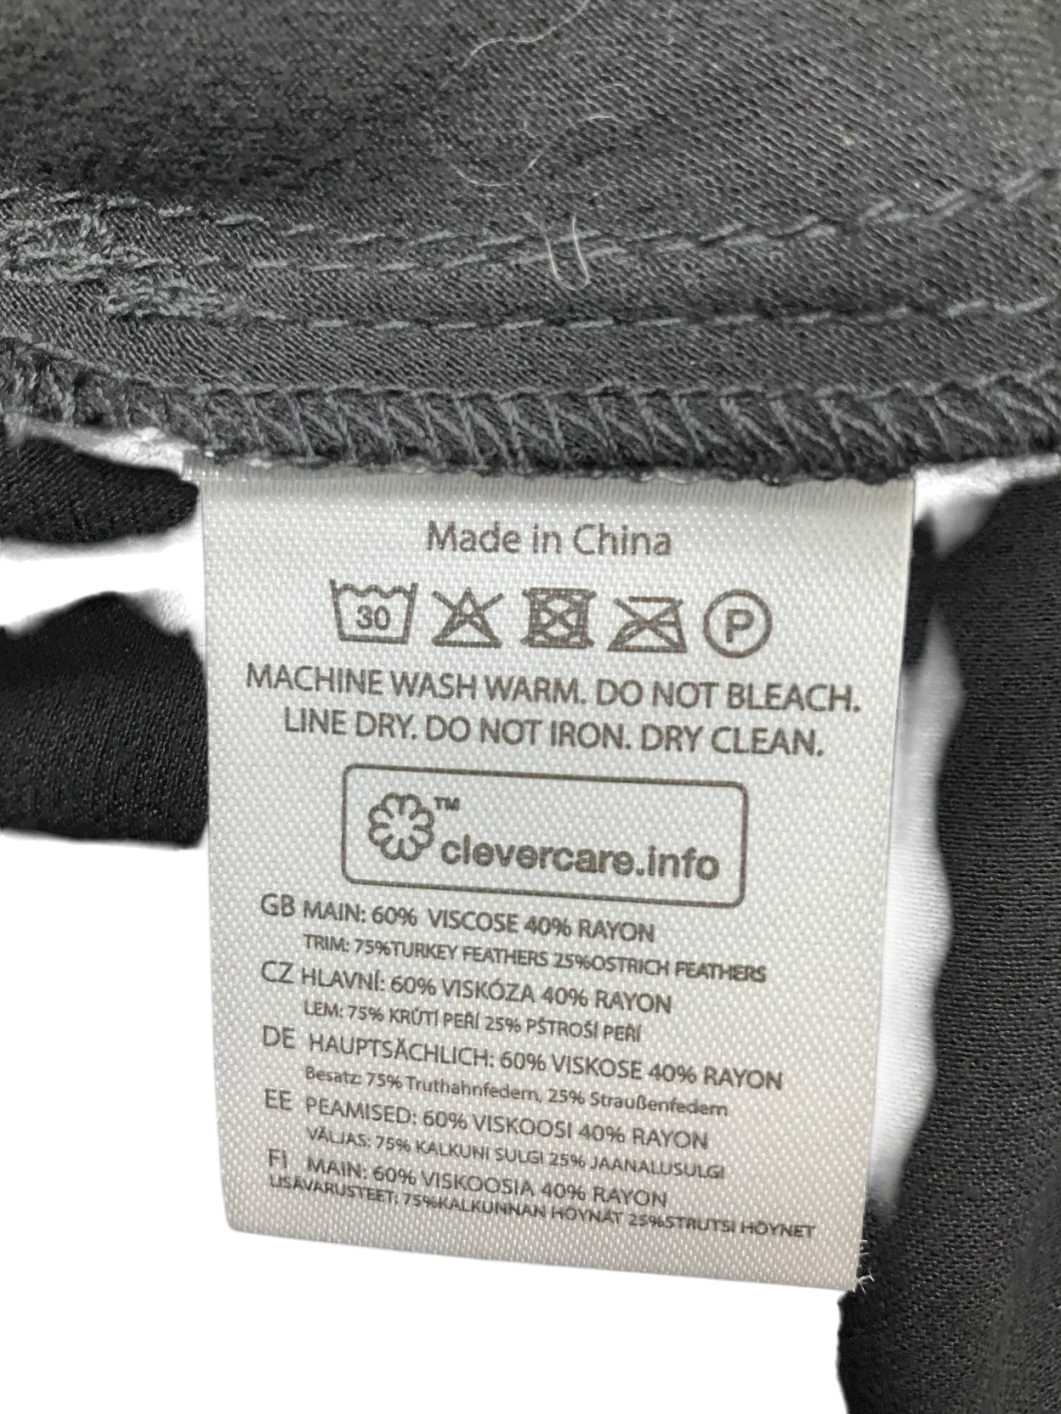 Made in China
30 P
MACHINE WASH WARM. DO NOT BLEACH.
LINE DRY. DO NOT IRON. DRY CLEAN.
™
clevercare.info
GB MAIN: 60% VISCOSE 40% RAYON
TRIM: 75%TURKEY FEATHERS 25%OSTRICH FEATHERS
CZ HLAVNÍ: 60% VISKÓZA 40% RAYON
LEM: 75% KRŮTÍ PEŘÍ 25% PŠTROSÍ PEŘÍ
DE HAUPTSÄCHLICH: 60% VISKOSE 40% RAYON
Besatz: 75% Truthahnfedern, 25% Straußenfedern
EE PEAMISED: 60% VISKOOSI 40% RAYON
VÄLJAS: 75% KALKUNI SULGI 25% JAANALUSULGI
FI MAIN: 60% VISKOOSIA 40% RAYON
LISÄVARUSTEET: 75%KALKUNNAN HÖYNÄT 25%STRUTSI HÖYNET